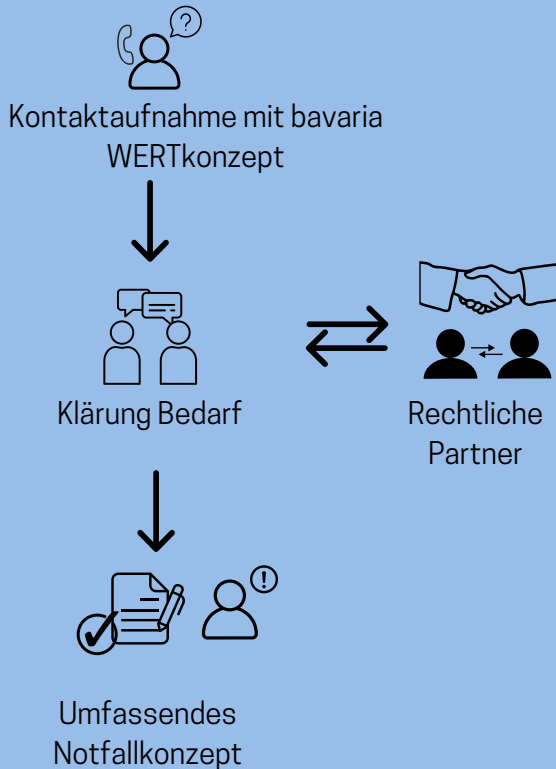 ?
Kontaktaufnahme mit bavaria
WERTkonzept
Klärung Bedarf
Rechtliche
Partner
!
Umfassendes
Notfallkonzept